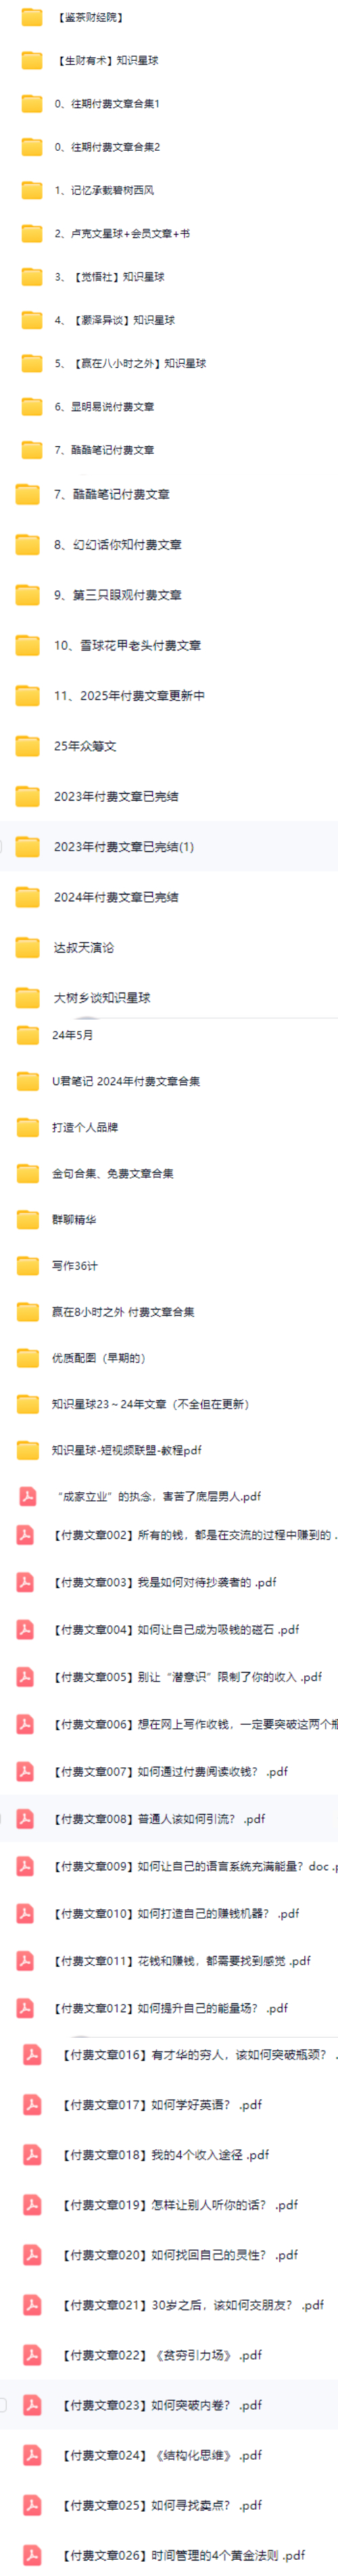 【鉴茶财经院】
【生财有术】知识星球
0、往期付费文章合集1
0、往期付费文章合集2
1、记忆承载碧树西风
2、卢克文星球+会员文章+书
3、【觉悟社】知识星球
4、【灏泽异谈】知识星球
5、【赢在八小时之外】知识星球
6、显明易说付费文章
7、酷酷笔记付费文章
7、酷酷笔记付费文章
8、幻幻话你知付费文章
9、第三只眼观付费文章
10、雪球花甲老头付费文章
11、2025年付费文章更新中
25年众筹文
2023年付费文章已完结
2023年付费文章已完结(1)
2024年付费文章已完结
达叔天演论
大树乡谈知识星球
24年5月
U君笔记 2024年付费文章合集
打造个人品牌
金句合集、免费文章合集
群聊精华
写作36计
赢在8小时之外 付费文章合集
优质配图（早期的）
知识星球23～24年文章（不全但在更新）
知识星球-短视频联盟-教程pdf
“成家立业”的执念，害苦了底层男人.pdf
【付费文章002】所有的钱，都是在交流的过程中赚到的 .
【付费文章003】我是如何对待抄袭者的 .pdf
【付费文章004】如何让自己成为吸钱的磁石 .pdf
【付费文章005】别让“潜意识”限制了你的收入 .pdf
【付费文章006】想在网上写作收钱，一定要突破这两个瓶
【付费文章007】如何通过付费阅读收钱？ .pdf
【付费文章008】普通人该如何引流？ .pdf
【付费文章009】如何让自己的语言系统充满能量？doc .p
【付费文章010】如何打造自己的赚钱机器？ .pdf
【付费文章011】花钱和赚钱，都需要找到感觉 .pdf
【付费文章012】如何提升自己的能量场？ .pdf
【付费文章016】有才华的穷人，该如何突破瓶颈？ .
【付费文章017】如何学好英语？ .pdf
【付费文章018】我的4个收入途径 .pdf
【付费文章019】怎样让别人听你的话？ .pdf
【付费文章020】如何找回自己的灵性？ .pdf
【付费文章021】30岁之后，该如何交朋友？ .pdf
【付费文章022】《贫穷引力场》 .pdf
【付费文章023】如何突破内卷？ .pdf
【付费文章024】《结构化思维》 .pdf
【付费文章025】如何寻找卖点？ .pdf
【付费文章026】时间管理的4个黄金法则 .pdf